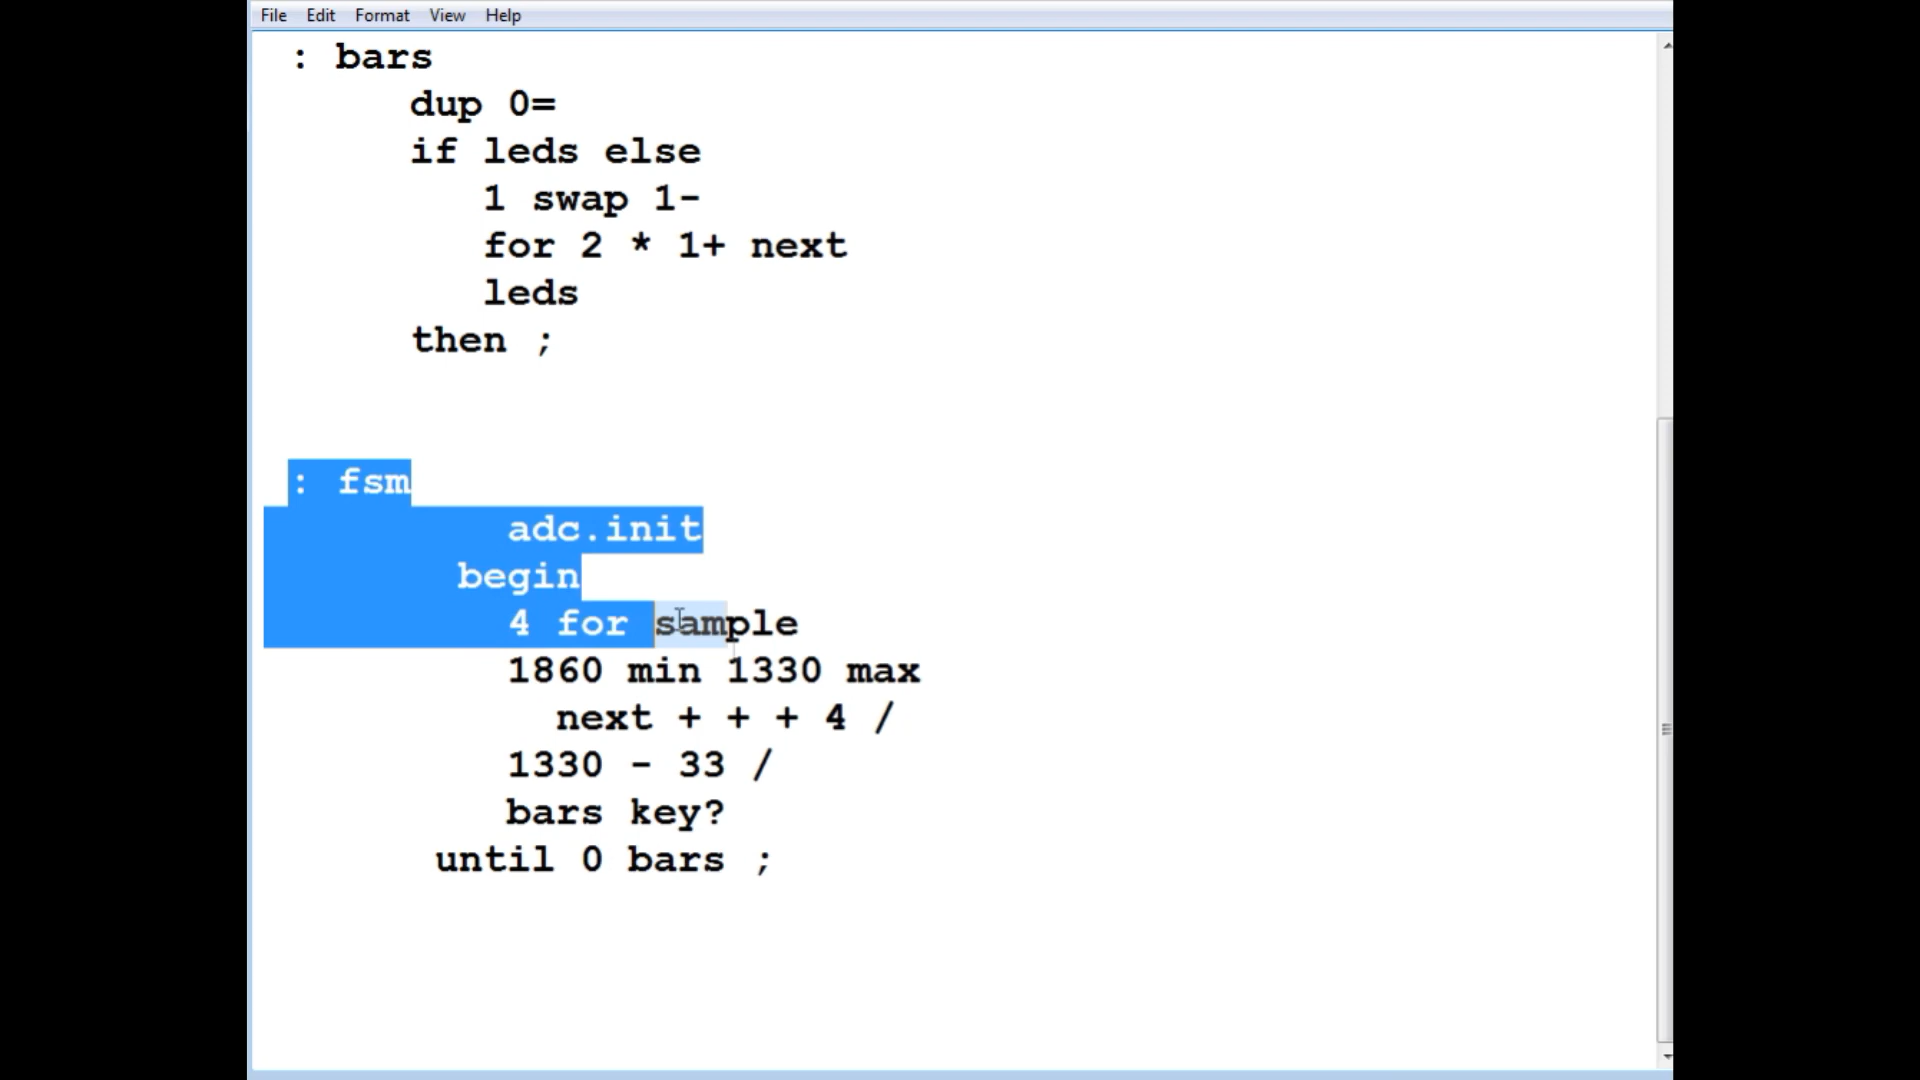 File Edit Format View Help
: bars
dup 0=
if leds else
1 swap 1-
for 2 * 1+ next
leds
then ;
: fsm
adc.init
begin
4 for sample
1860 min 1330 max
next + + + 4 /
1330 - 33 /
bars key?
until 0 bars ;